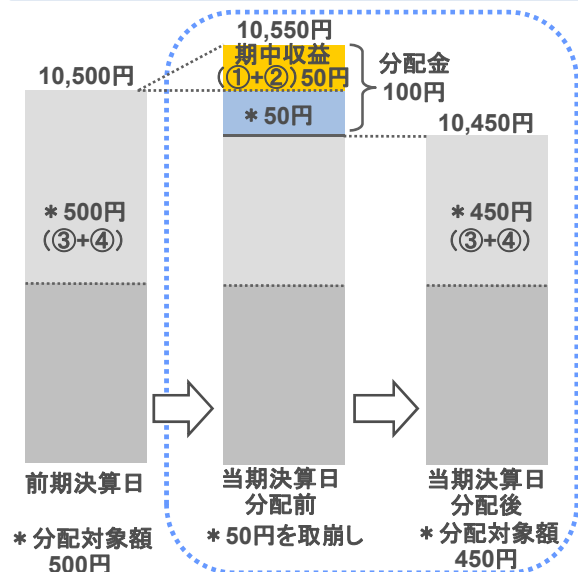 10,550円
10,500円
期中収益
(①+②)50円
分配金
100円
＊50円
10,450円
＊500円
(③+④)
＊450円
(③+④)
前期決算日
当期決算日
分配前
当期決算日
分配後
＊分配対象額
500円
＊50円を取崩し
＊分配対象額
450円